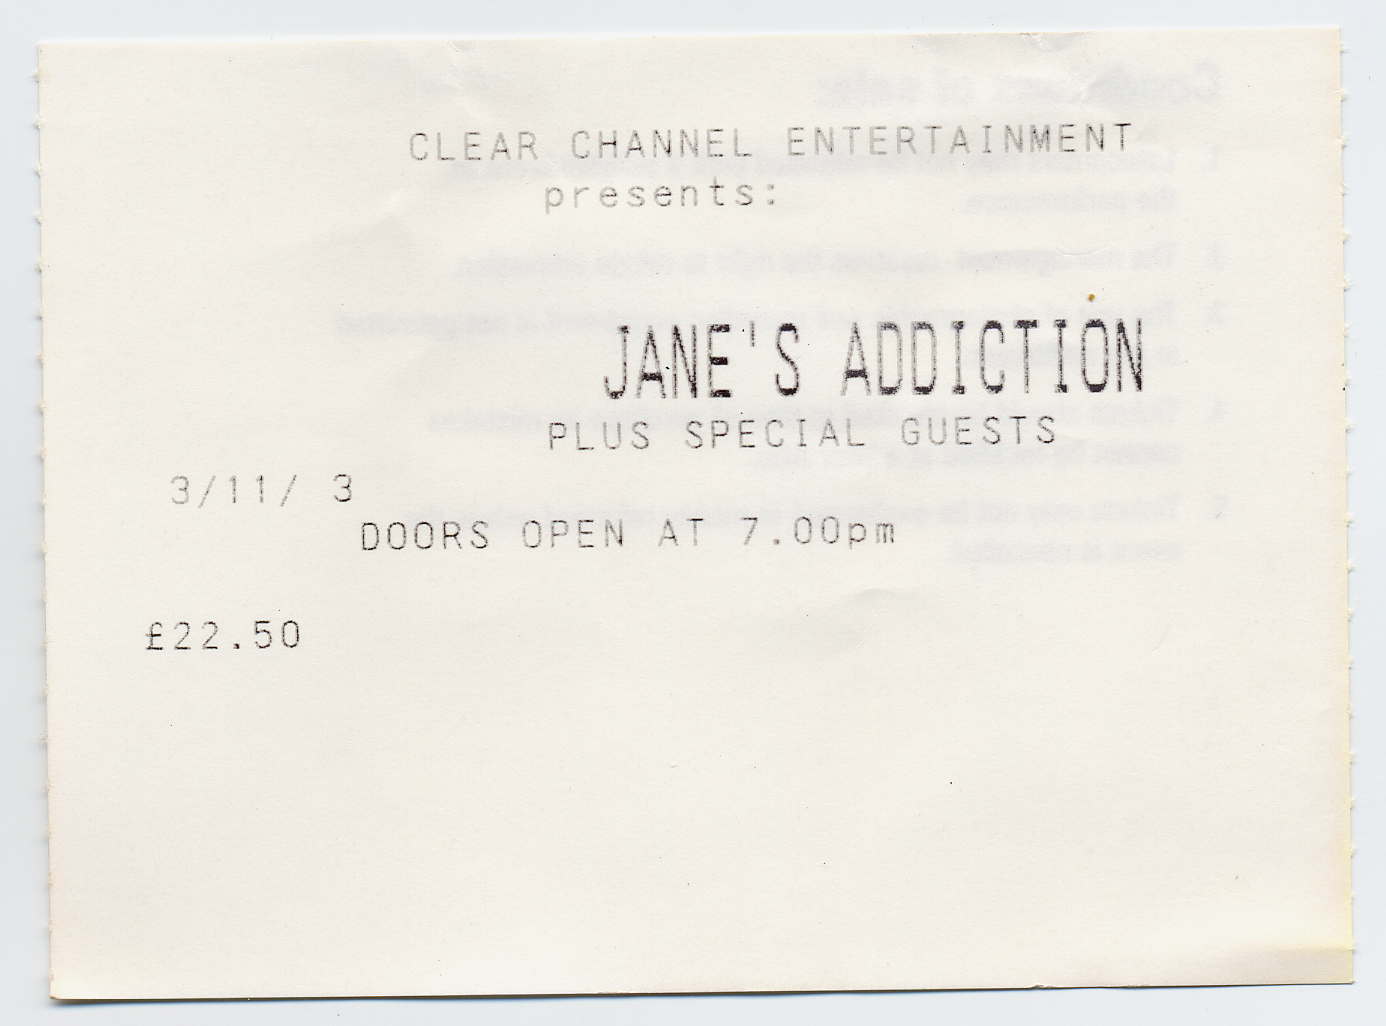 CLEAR CHANNEL ENTERTAINMENT
presents:
JANE'S ADDICTION
PLUS SPECIAL GUESTS
3/11/ 3
DOORS OPEN AT 7.00pm
£22.50